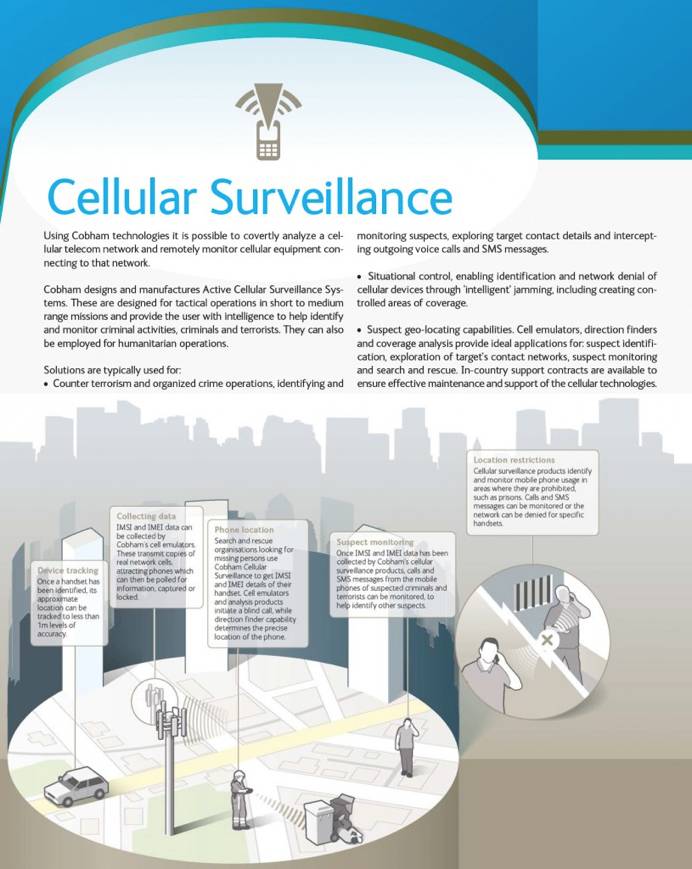 Cellular Surveillance
Using Cobham technologies it is possible to covertly analyze a cel-
lular telecom network and remotely monitor cellular equipment con-
necting to that network.
Cobham designs and manufactures Active Cellular Surveillance Sys-
tems. These are designed for tactical operations in short to medium
range missions and provide the user with intelligence to help identify
and monitor criminal activities, criminals and terrorists. They can also
be employed for humanitarian operations.
Solutions are typically used for:
• Counter terrorism and organized crime operations, identifying and
monitoring suspects, exploring target contact details and intercept-
ing outgoing voice calls and SMS messages.
• Situational control, enabling identification and network denial of
cellular devices through 'intelligent' jamming, including creating con-
trolled areas of coverage.
• Suspect geo-locating capabilities. Cell emulators, direction finders
and coverage analysis provide ideal applications for: suspect identifi-
cation, exploration of target's contact networks, suspect monitoring
and search and rescue. In-country support contracts are available to
ensure effective maintenance and support of the cellular technologies.
Device tracking
Once a handset has
been identified, its
approximate
location can be
tracked to less than
1m levels of
accuracy.
Collecting data
IMSI and IMEI data can
be collected by
Cobham's cell emulators.
These transmit copies of
real network cells,
attracting phones which
can then be polled for
information, captured or
locked.
Phone location
Search and rescue
organisations looking for
missing persons use
Cobham Cellular
Surveillance to get IMSI
and IMEI details of their
handset. Cell emulators
and analysis products
initiate a blind call, while
direction finder capability
determines the precise
location of the phone.
Suspect monitoring
Once IMSI and IMEI data has been
collected by Cobham's cellular
surveillance products, calls and
SMS messages from the mobile
phones of suspected criminals and
terrorists can be monitored, to
help identify other suspects.
Location restrictions
Cellular surveillance products identify
and monitor mobile phone usage in
areas where they are prohibited,
such as prisons. Calls and SMS
messages can be monitored or the
network can be denied for specific
handsets.